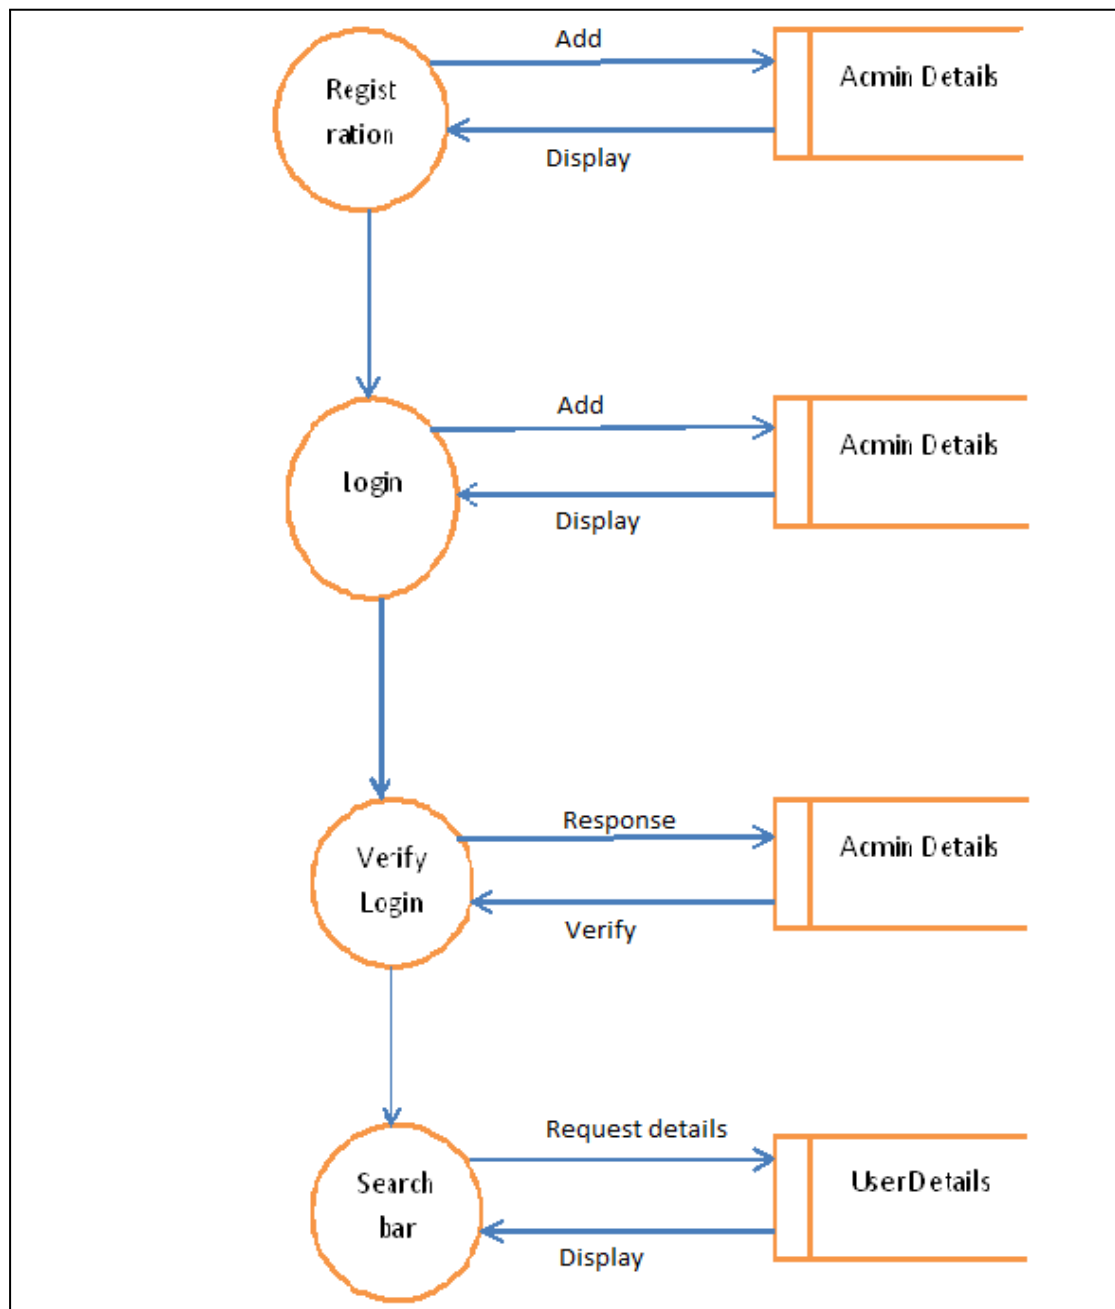 Add
Regist
ration
Acmin Details
Display
Add
Login
Acmin Details
Display
Response
Verify
Login
Acmin Details
Verify
Request details
Search
bar
UserDetails
Display